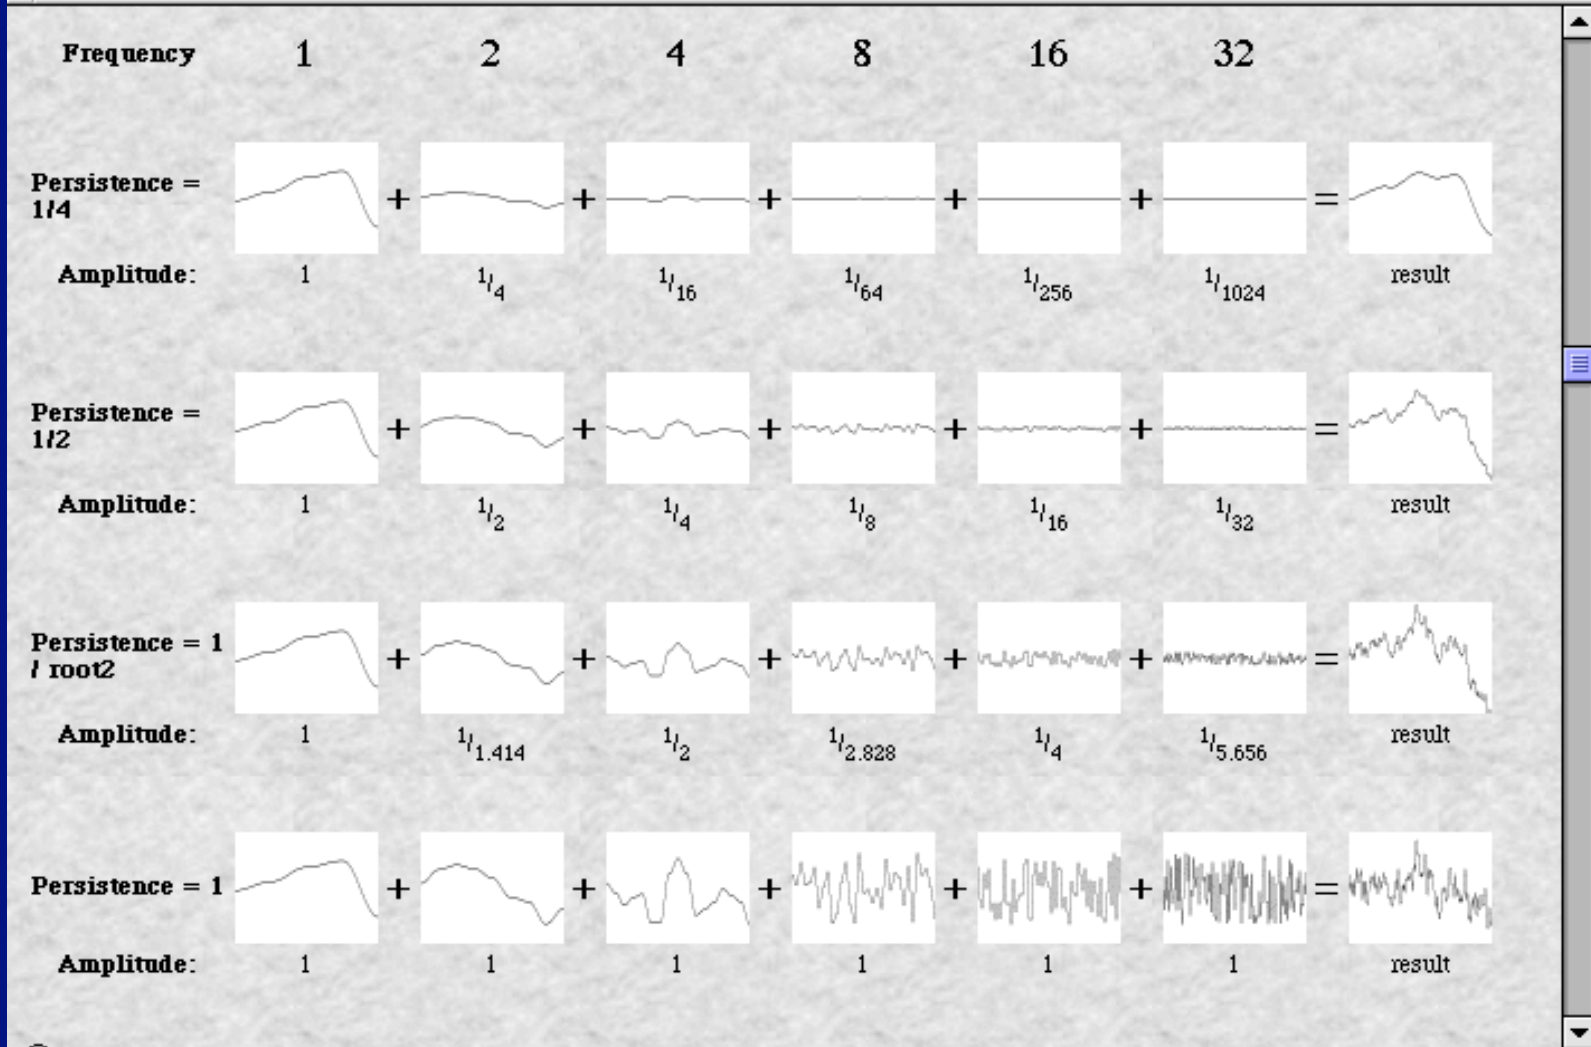 Frequency 1 2 4 8 16 32
Persistence =
1/4
+ + + + + =
Amplitude: 1 1/4 1/16 1/64 1/256 1/1024 result
Persistence =
1/2
+ + + + + =
Amplitude: 1 1/2 1/4 1/8 1/16 1/32 result
Persistence = 1
/ root2
+ + + + + =
Amplitude: 1 1/1.414 1/2 1/2.828 1/4 1/5.656 result
Persistence = 1 + + + + + =
Amplitude: 1 1 1 1 1 1 result